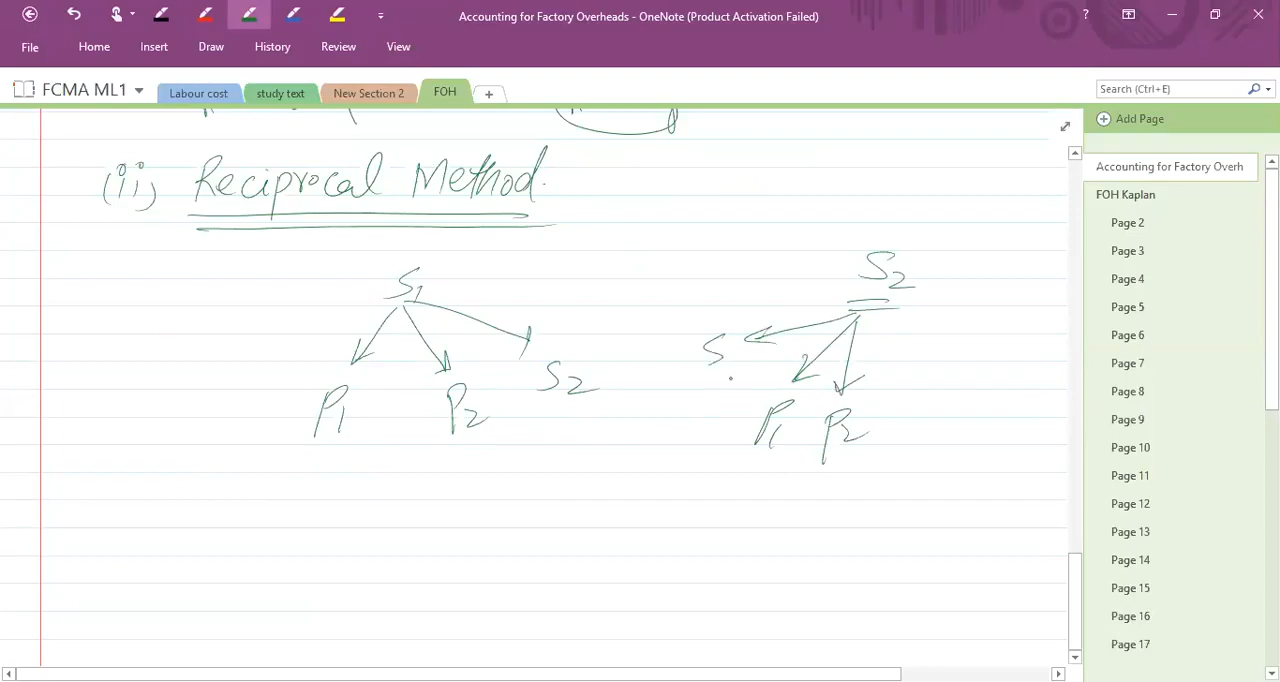 Accounting for Factory Overheads - OneNote (Product Activation Failed)
?
File Home Insert Draw History Review View
FCMA ML1
Labour cost
study text
New Section 2
FOH
Search (Ctrl+E)
Add Page
(ii) Reciprocal Method.
S1
P1 P2 S2
S2
S P1 P2
Accounting for Factory Overh
FOH Kaplan
Page 2
Page 3
Page 4
Page 5
Page 6
Page 7
Page 8
Page 9
Page 10
Page 11
Page 12
Page 13
Page 14
Page 15
Page 16
Page 17